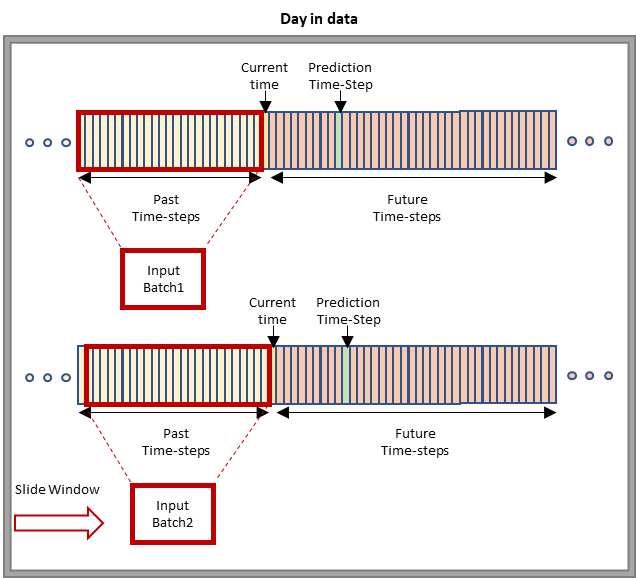 Day in data
Current
time
Prediction
Time-Step
Past
Time-steps
Future
Time-steps
Input
Batch1
Current
time
Prediction
Time-Step
Past
Time-steps
Future
Time-steps
Slide Window
Input
Batch2